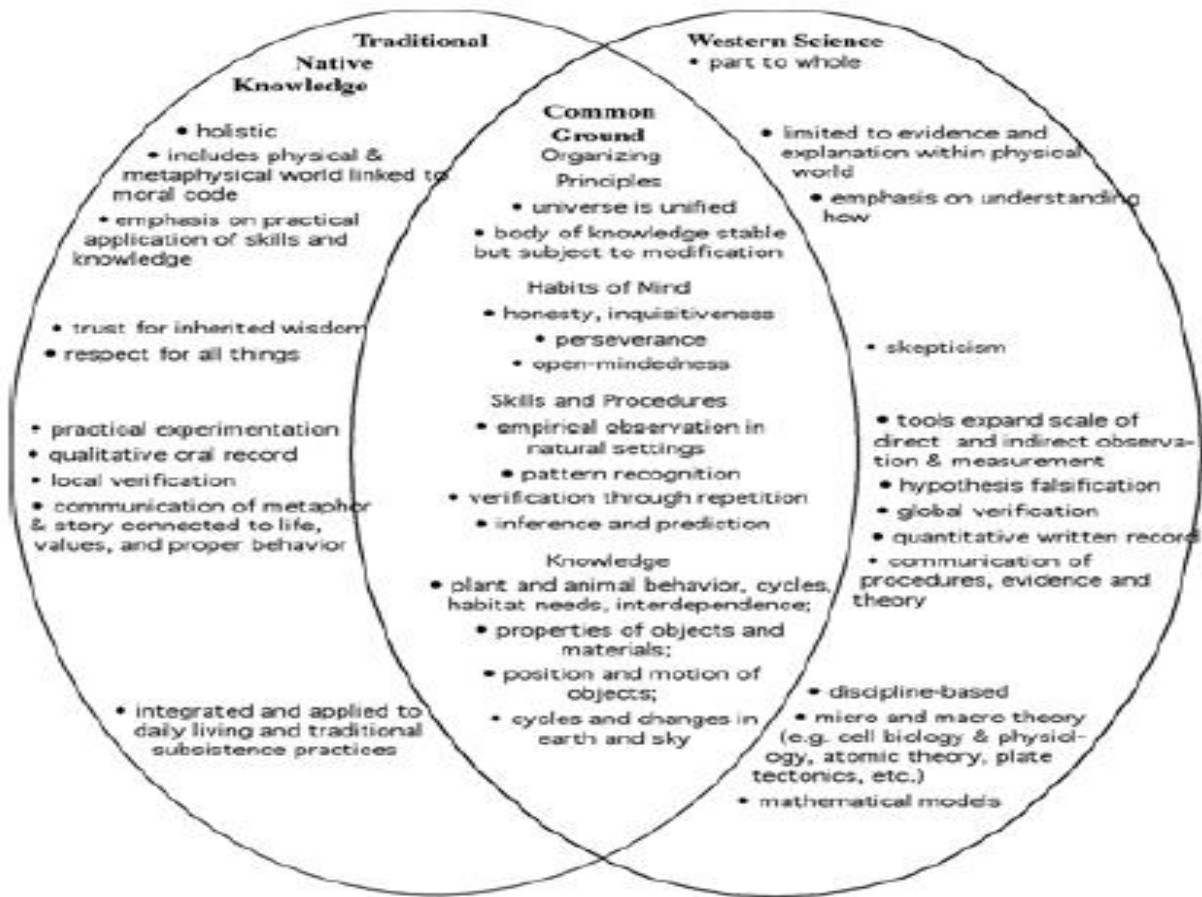 Traditional
Native
Knowledge
• holistic
• includes physical &
metaphysical world linked to
moral code
• emphasis on practical
application of skills and
knowledge
• trust for inherited wisdom
• respect for all things
• practical experimentation
• qualitative oral record
• local verification
• communication of metaphor
& story connected to life,
values, and proper behavior
• integrated and applied to
daily living and traditional
subsistence practices
Common
Ground
Organizing
Principles
• universe is unified
• body of knowledge stable
but subject to modification
Habits of Mind
• honesty, inquisitiveness
• perseverance
• open-mindedness
Skills and Procedures
• empirical observation in
natural settings
• pattern recognition
• verification through repetition
• inference and prediction
Knowledge
• plant and animal behavior, cycles,
habitat needs, interdependence;
• properties of objects and
materials;
• position and motion of
objects;
• cycles and changes in
earth and sky
Western Science
• part to whole
• limited to evidence and
explanation within physical
world
• emphasis on understanding
how
• skepticism
• tools expand scale of
direct and indirect observa-
tion & measurement
• hypothesis falsification
• global verification
• quantitative written record
• communication of
procedures, evidence and
theory
• discipline-based
• micro and macro theory
(e.g. cell biology & physiol-
ogy, atomic theory, plate
tectonics, etc.)
• mathematical models